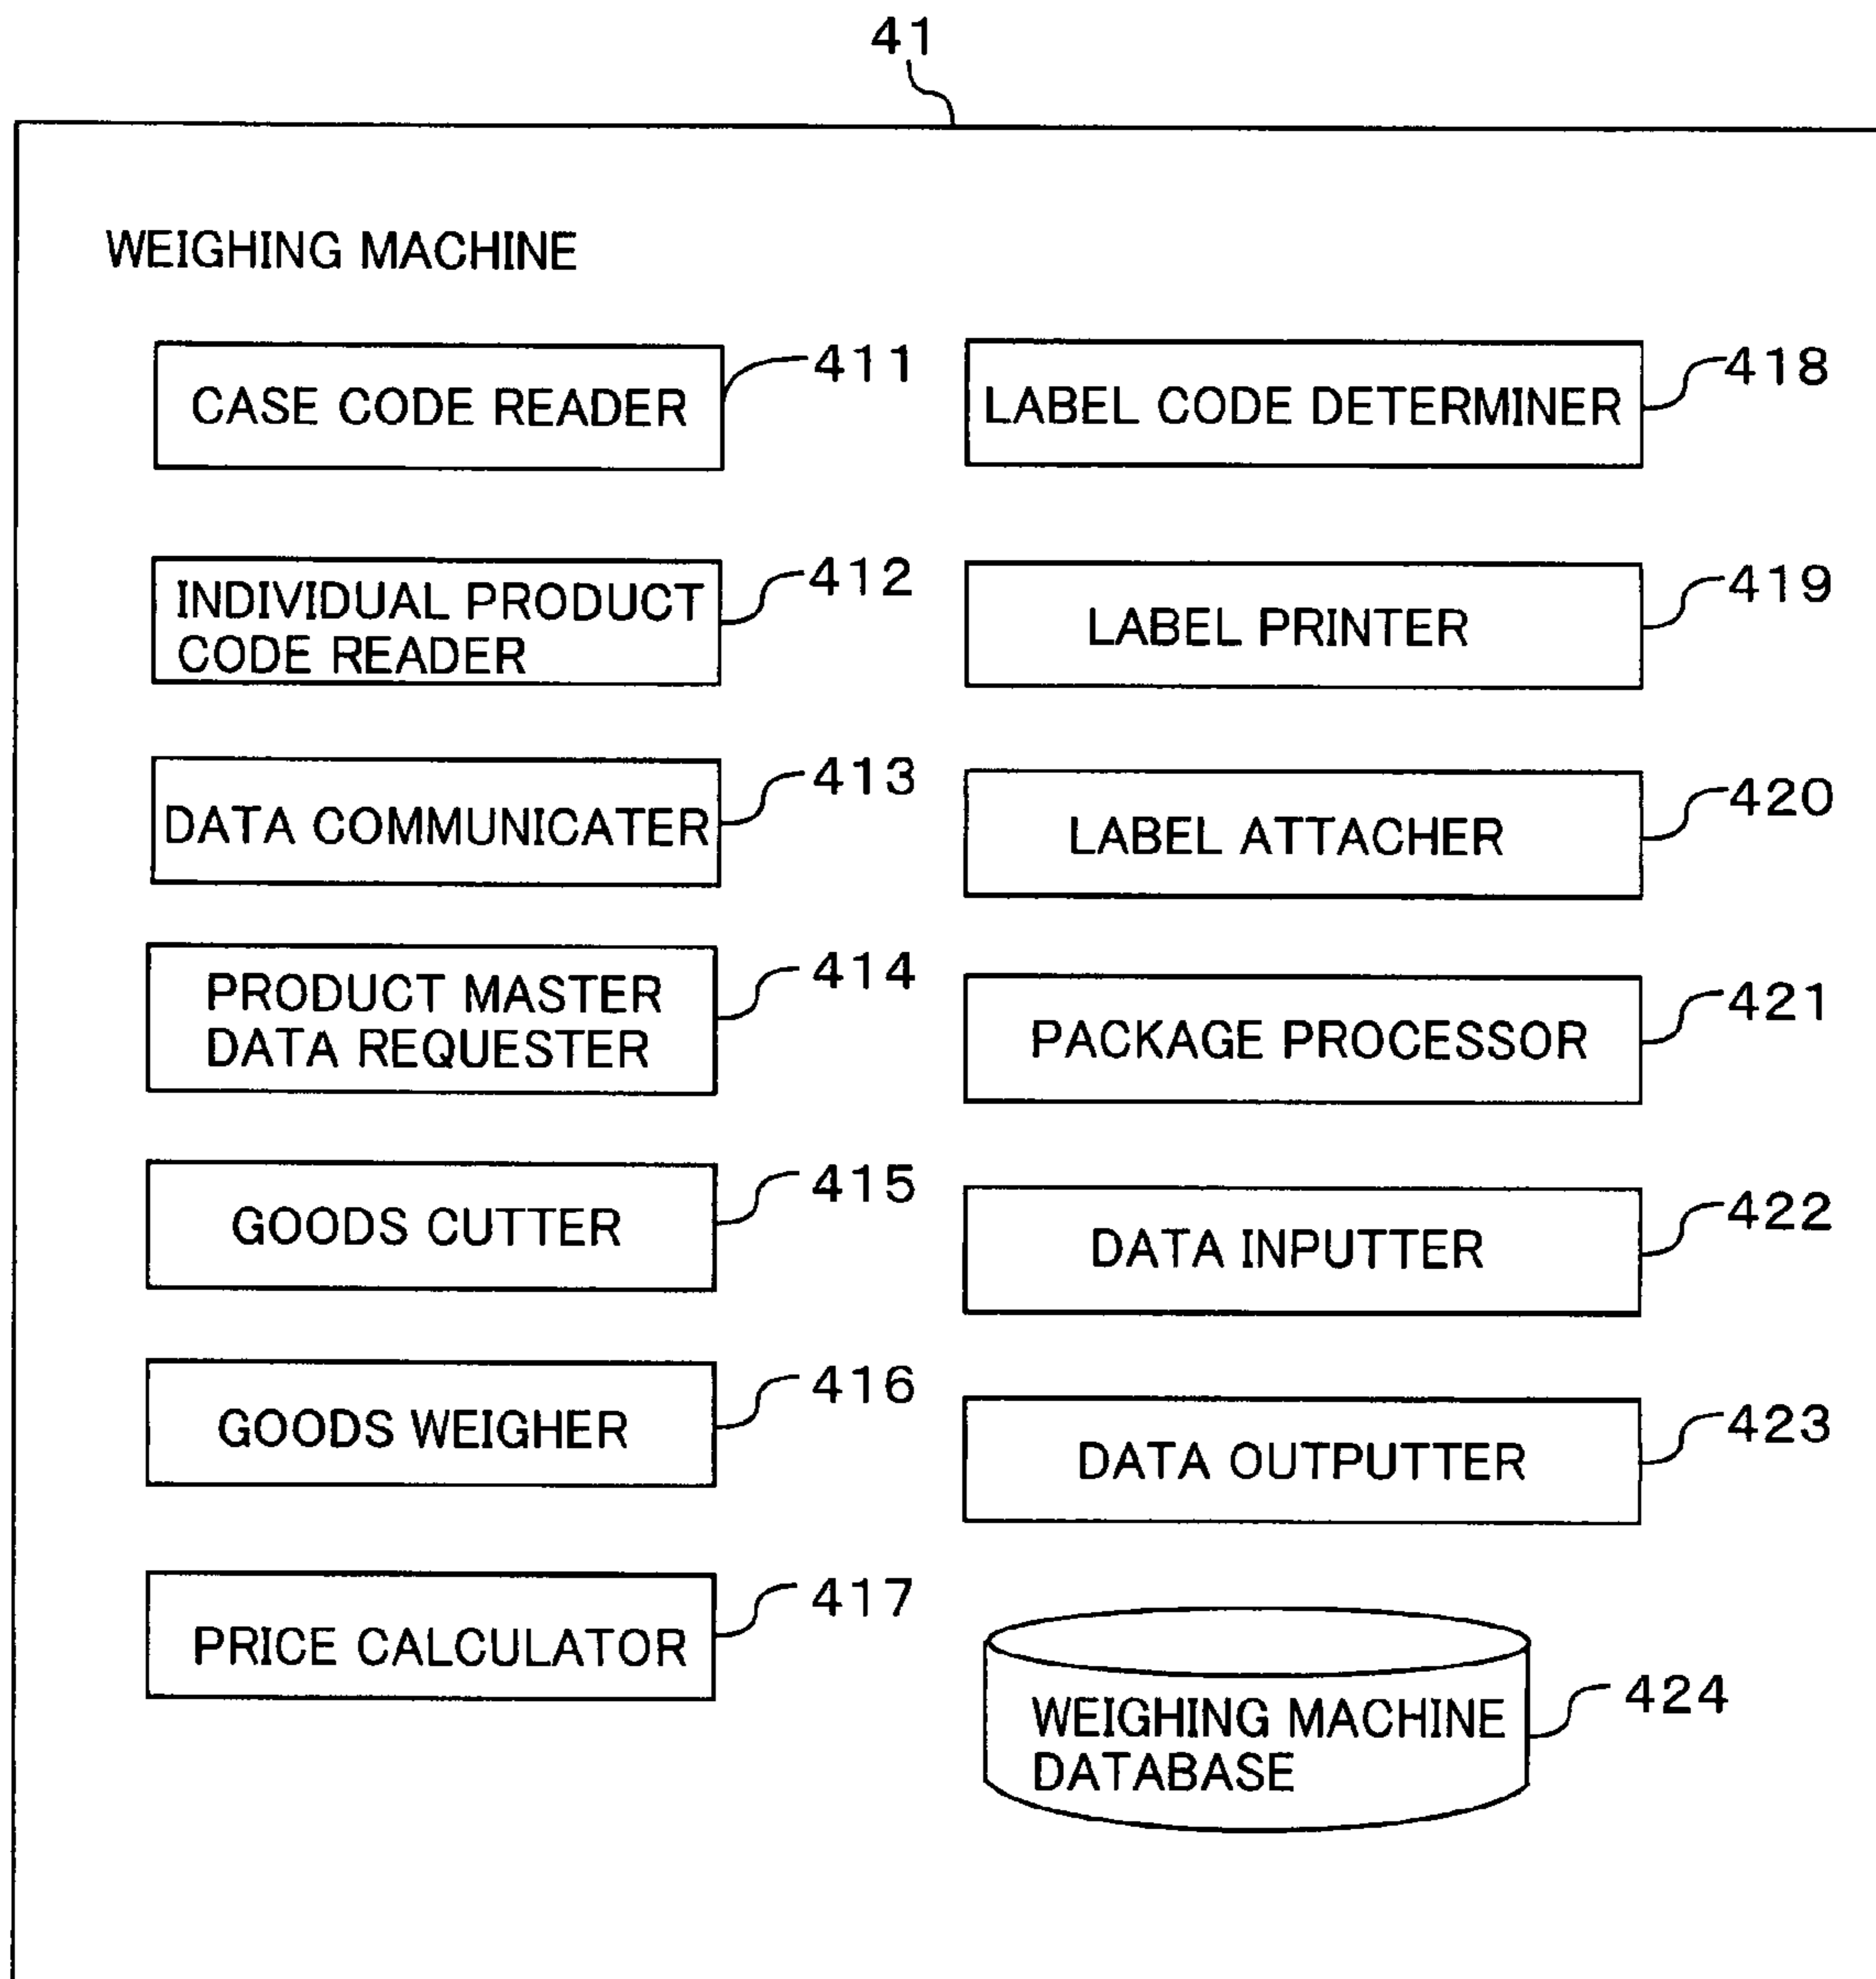 41
WEIGHING MACHINE
CASE CODE READER
411
INDIVIDUAL PRODUCT
CODE READER
412
DATA COMMUNICATER
413
PRODUCT MASTER
DATA REQUESTER
414
GOODS CUTTER
415
GOODS WEIGHER
416
PRICE CALCULATOR
417
LABEL CODE DETERMINER
418
LABEL PRINTER
419
LABEL ATTACHER
420
PACKAGE PROCESSOR
421
DATA INPUTTER
422
DATA OUTPUTTER
423
WEIGHING MACHINE
DATABASE
424